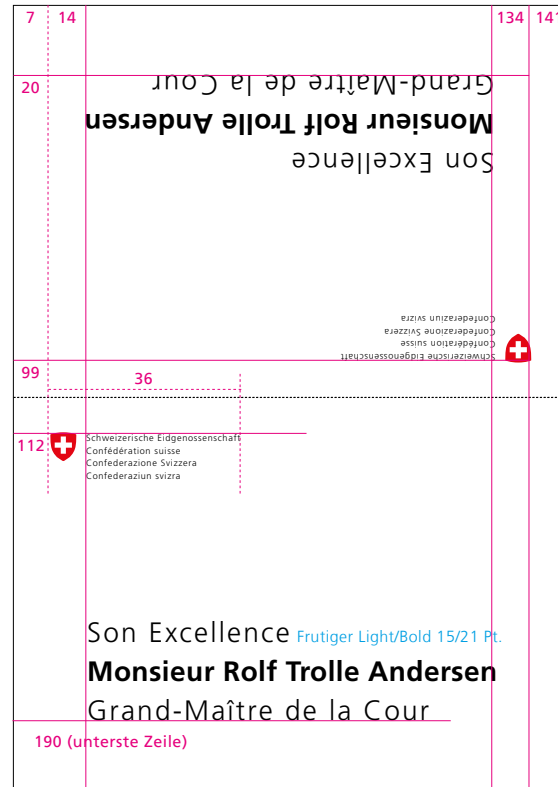 7 14 134 141
20
Grand-Maître de la Cour
Monsieur Rolf Trolle Andersen
Son Excellence
Confederaziun svizra
Confederazione Svizzera
Confédération suisse
Schweizerische Eidgenossenschaft
99
36
112
Schweizerische Eidgenossenschaft
Confédération suisse
Confederazione Svizzera
Confederaziun svizra
Son Excellence Frutiger Light/Bold 15/21 Pt.
Monsieur Rolf Trolle Andersen
Grand-Maître de la Cour
190 (unterste Zeile)